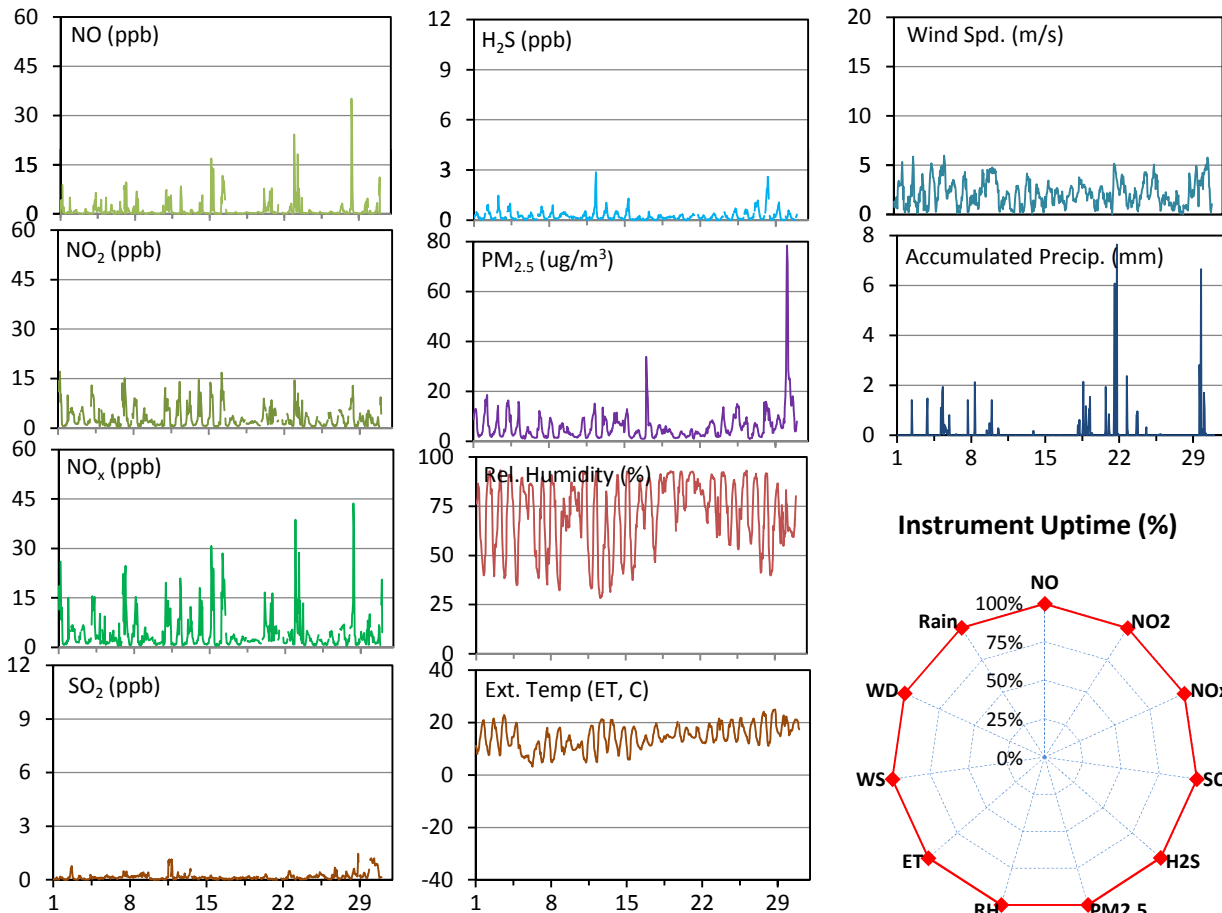 NO (ppb)
60
45
30
15
0
NO₂ (ppb)
60
45
30
15
0
NOₓ (ppb)
60
45
30
15
0
SO₂ (ppb)
12
9
6
3
0
1 8 15 22 29
H₂S (ppb)
12
9
6
3
0
PM₂.₅ (ug/m³)
80
60
40
20
0
Rel. Humidity (%)
100
75
50
25
0
Ext. Temp (ET, C)
40
20
0
-20
-40
1 8 15 22 29
Wind Spd. (m/s)
20
15
10
5
0
Accumulated Precip. (mm)
8
6
4
2
0
1 8 15 22 29
Instrument Uptime (%)
NO
NO2
NOx
SO
H2S
PM2.5
RH
ET
WS
WD
Rain
100%
75%
50%
25%
0%